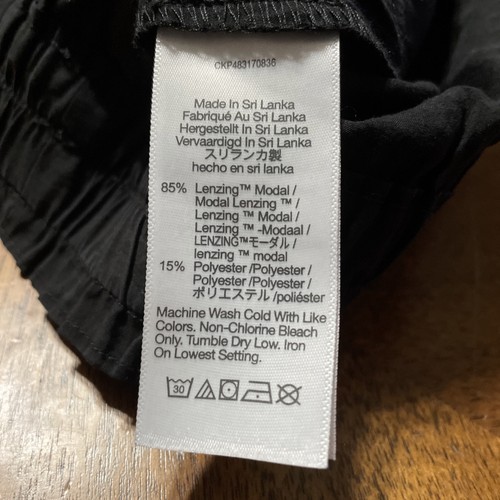 CKP483170836
Made In Sri Lanka
Fabriqué Au Sri Lanka
Hergestellt In Sri Lanka
Vervaardigd In Sri Lanka
スリランカ製
hecho en sri lanka
85% Lenzing™ Modal /
Modal Lenzing ™ /
Lenzing ™ Modal /
Lenzing ™ -Modaal /
LENZING™モーダル /
lenzing ™ modal
15% Polyester /Polyester /
Polyester /Polyester /
ポリエステル /poliéster
Machine Wash Cold With Like
Colors. Non-Chlorine Bleach
Only. Tumble Dry Low. Iron
On Lowest Setting.
30